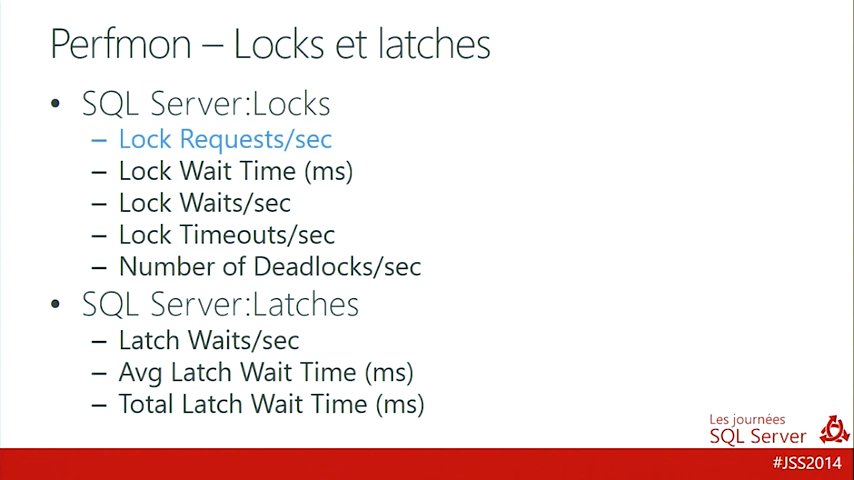 Perfmon – Locks et latches
• SQL Server:Locks
– Lock Requests/sec
– Lock Wait Time (ms)
– Lock Waits/sec
– Lock Timeouts/sec
– Number of Deadlocks/sec
• SQL Server:Latches
– Latch Waits/sec
– Avg Latch Wait Time (ms)
– Total Latch Wait Time (ms)
Les journées
SQL Server
#JSS2014